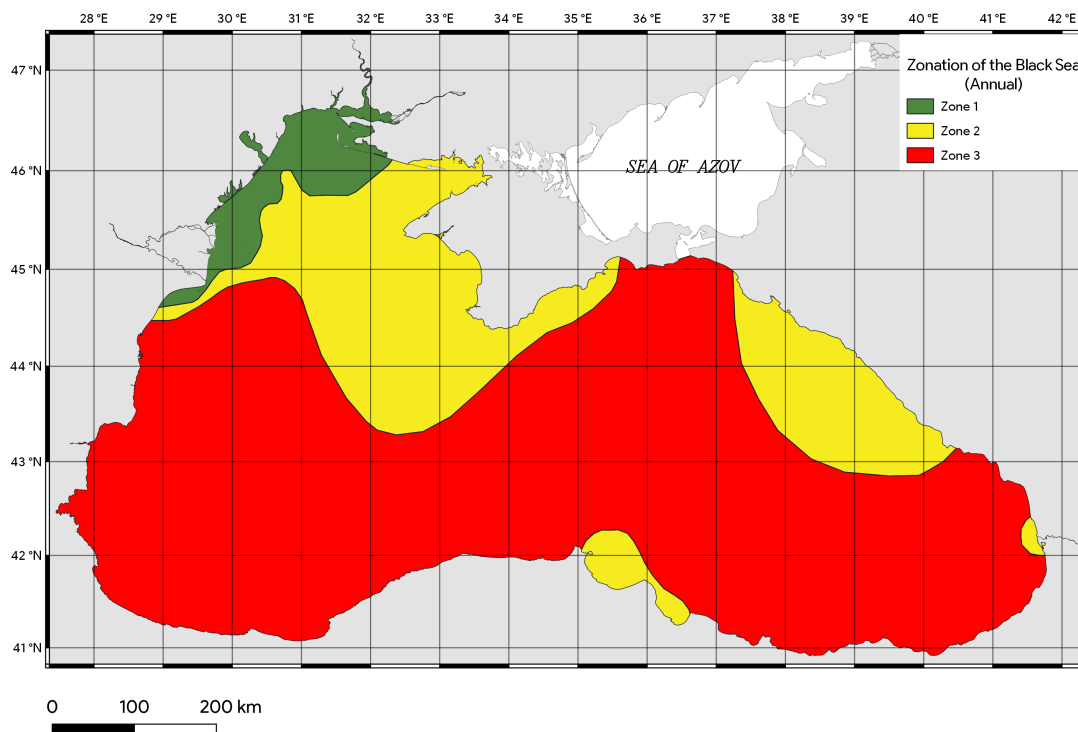 28 °E 29 °E 30 °E 31 °E 32 °E 33 °E 34 °E 35 °E 36 °E 37 °E 38 °E 39 °E 40 °E 41 °E 42 °E
47 °N
Zonation of the Black Sea
(Annual)
Zone 1
Zone 2
Zone 3
46 °N
SEA OF AZOV
45 °N
44 °N
43 °N
42 °N
41 °N
0 100 200 km